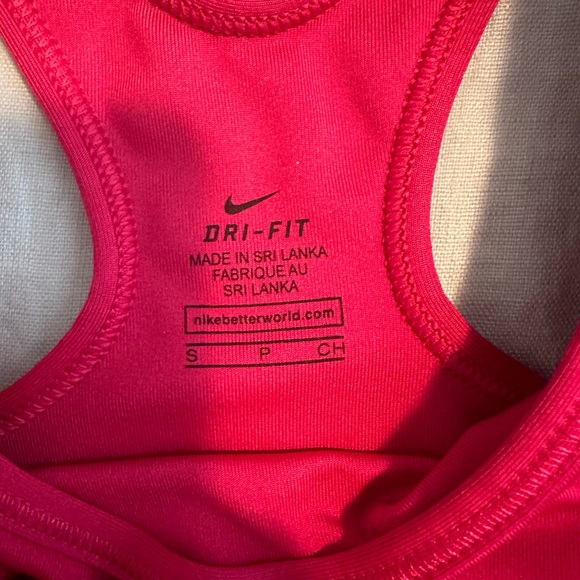 DRI-FIT
MADE IN SRI LANKA
FABRIQUE AU
SRI LANKA
nikebetterworld.com
S P CH